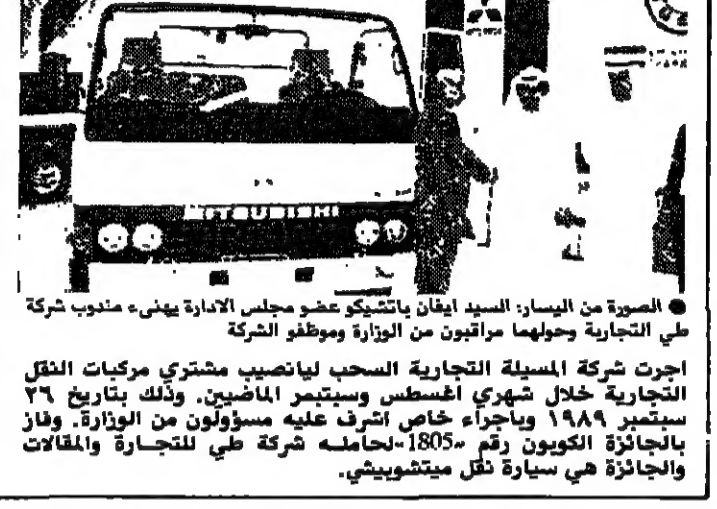 MITSUBISHI
● الصورة من اليسار: السيد ايفان ياتشيكو عضو مجلس الادارة يهنىء مندوب شركة
طي التجارية وحولهما مراقبون من الوزارة وموظفو الشركة
اجرت شركة المسيلة التجارية السحب ليانصيب مشتري مركبات النقل
التجارية خلال شهري اغسطس وسبتيمر الماضيين. وذلك بتاريخ ٢٦
سبتمبر ١٩٨٩ وباجراء خاص اشرف عليه مسؤولون من الوزارة. وفاز
بالجائزة الكوبون رقم «1805» لحامله شركة طي للتجارة والمقالات
والجائزة هي سيارة نقل ميتشوبيشي.